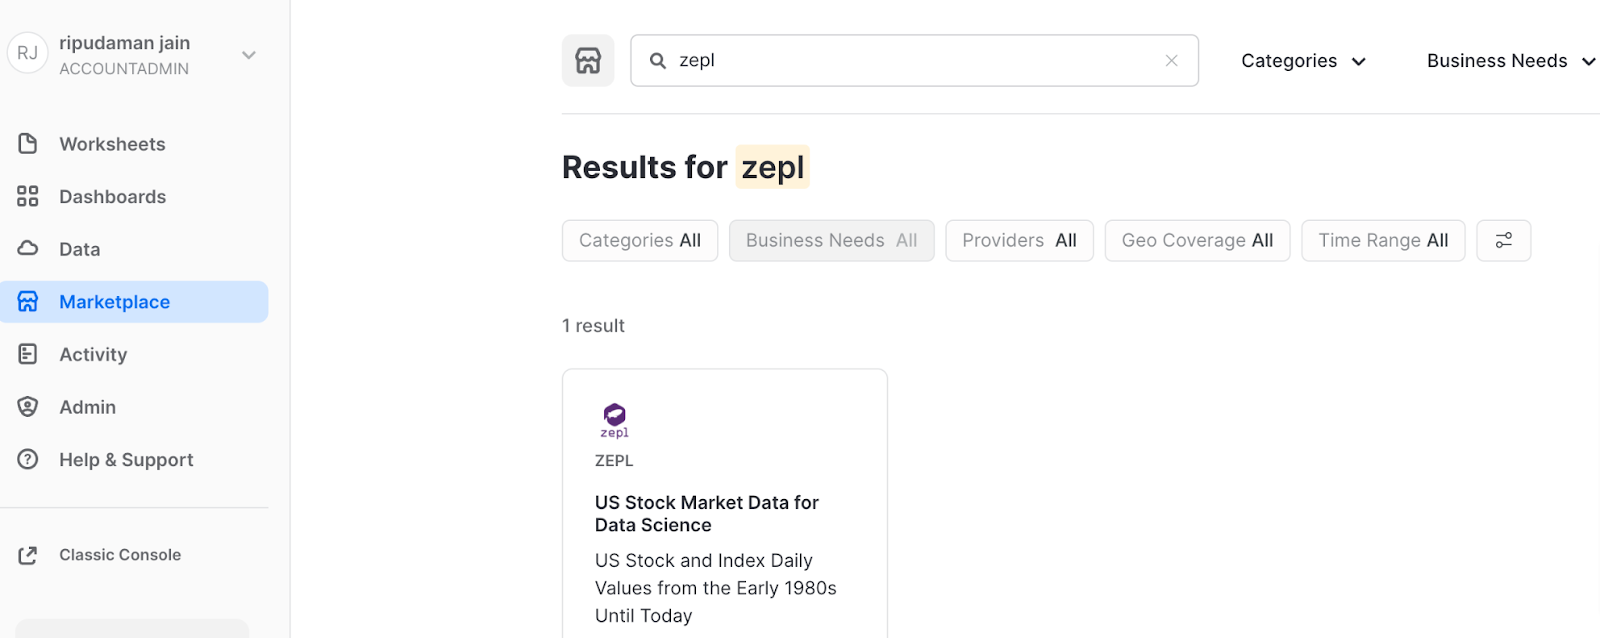 RJ
ripudaman jain
ACCOUNTADMIN
Worksheets
Dashboards
Data
Marketplace
Activity
Admin
Help & Support
Classic Console
zepl
Categories
Business Needs
Results for zepl
Categories All
Business Needs All
Providers All
Geo Coverage All
Time Range All
1 result
zepl
ZEPL
US Stock Market Data for
Data Science
US Stock and Index Daily
Values from the Early 1980s
Until Today